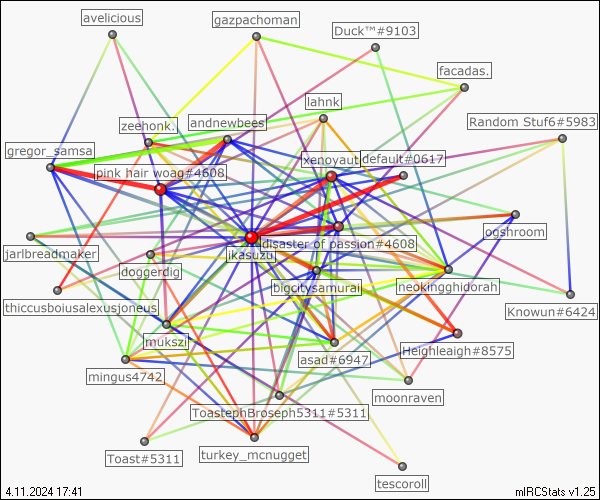 avelicious
gazpachoman
Duck™#9103
facadas.
lahnk
Random Stuf6#5983
zeehonk.
andnewbees
gregor_samsa
xenoyaut
default#0617
pink hair woag#4608
ogshroom
disaster of passion#4608
jarlbreadmaker
jkasuzu
doggerdig
bigcitysamurai
neokingghidorah
thiccusboiusalexusjoneus
Knowun#6424
mukszi
Heighleaigh#8575
asad#6947
mingus4742
moonraven
ToastephBroseph5311#5311
Toast#5311
turkey_mcnugget
tescoroll
4.11.2024 17:41
mIRCStats v1.25